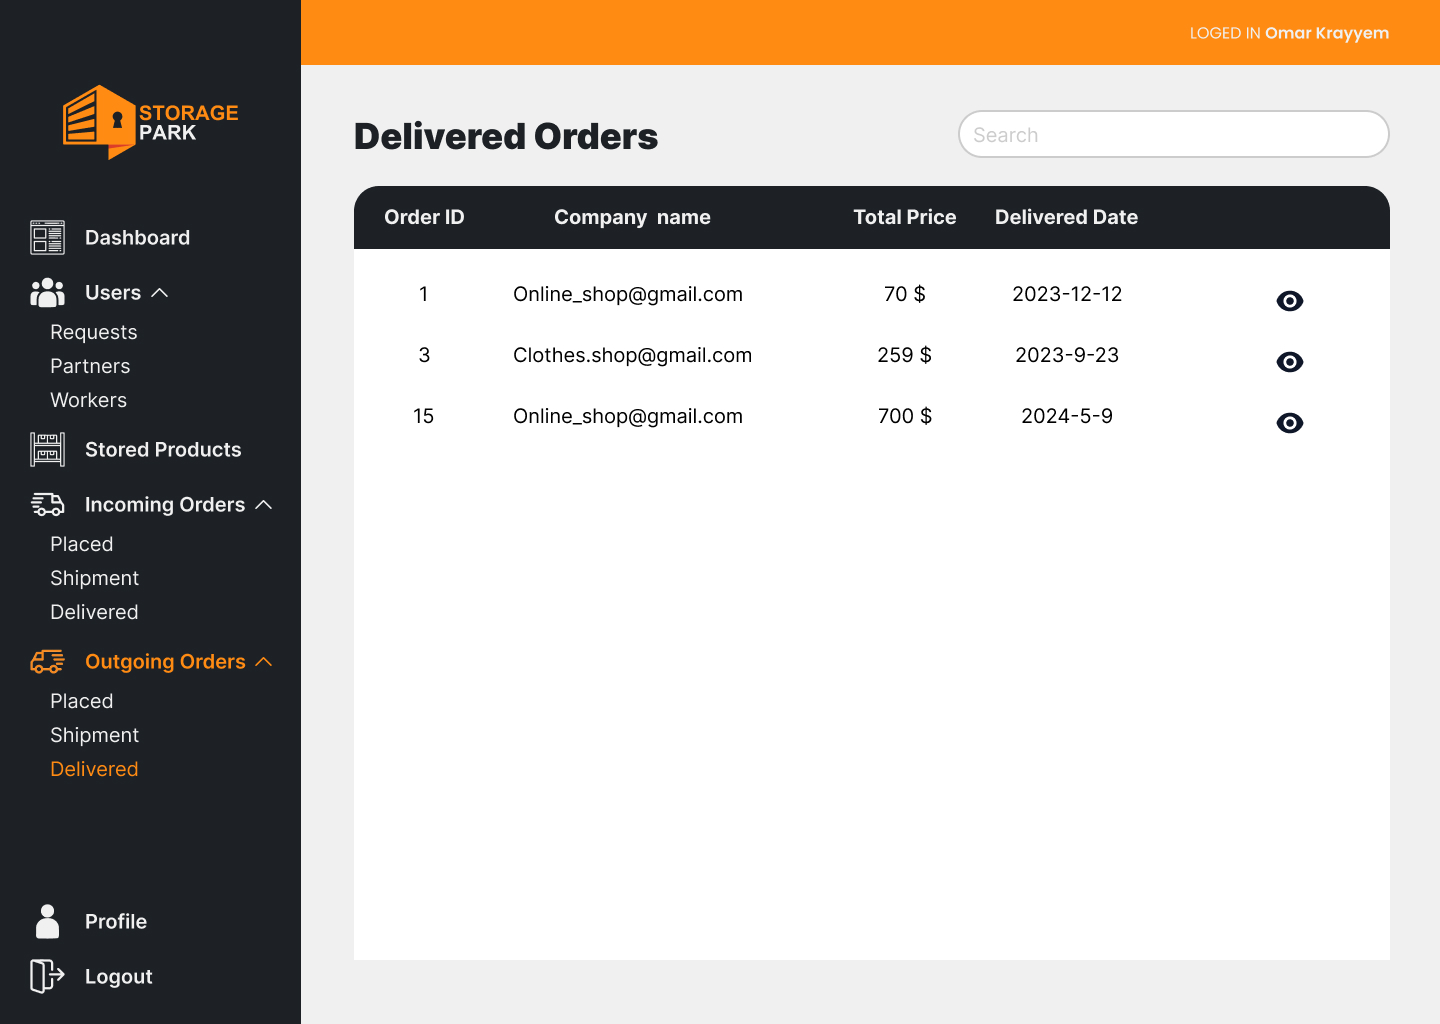 LOGED IN Omar Krayyem
STORAGE
PARK
Dashboard
Users
Requests
Partners
Workers
Stored Products
Incoming Orders
Placed
Shipment
Delivered
Outgoing Orders
Placed
Shipment
Delivered
Profile
Logout
Delivered Orders
Search
Order ID Company name Total Price Delivered Date
1 Online_shop@gmail.com 70 $ 2023-12-12
3 Clothes.shop@gmail.com 259 $ 2023-9-23
15 Online_shop@gmail.com 700 $ 2024-5-9